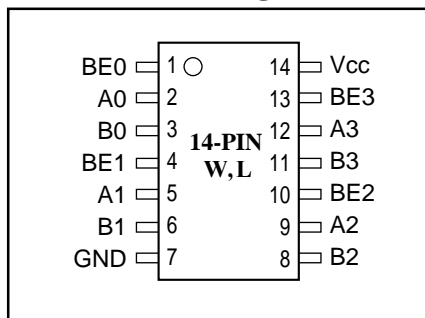 BE0 1 14 Vcc
A0 2 13 BE3
B0 3 12 A3
14-PIN
BE1 4 11 B3
W, L
A1 5 10 BE2
B1 6 9 A2
GND 7 8 B2